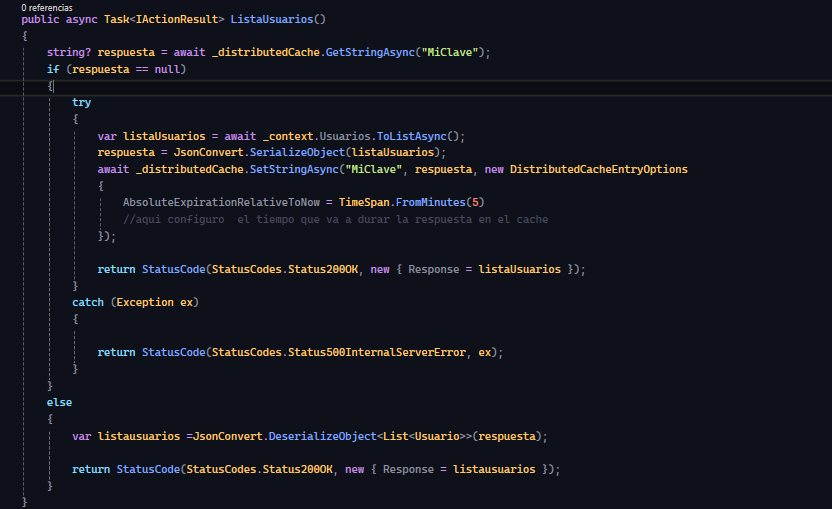 0 referencias
public async Task<IActionResult> ListaUsuarios()
{
string? respuesta = await _distributedCache.GetStringAsync("MiClave");
if (respuesta == null)
{
try
{
var listaUsuarios = await _context.Usuarios.ToListAsync();
respuesta = JsonConvert.SerializeObject(listaUsuarios);
await _distributedCache.SetStringAsync("MiClave", respuesta, new DistributedCacheEntryOptions
{
AbsoluteExpirationRelativeToNow = TimeSpan.FromMinutes(5)
//aqui configuro  el tiempo que va a durar la respuesta en el cache
});
return StatusCode(StatusCodes.Status200OK, new { Response = listaUsuarios });
}
catch (Exception ex)
{
return StatusCode(StatusCodes.Status500InternalServerError, ex);
}
}
else
{
var listausuarios =JsonConvert.DeserializeObject<List<Usuario>>(respuesta);
return StatusCode(StatusCodes.Status200OK, new { Response = listausuarios });
}
}